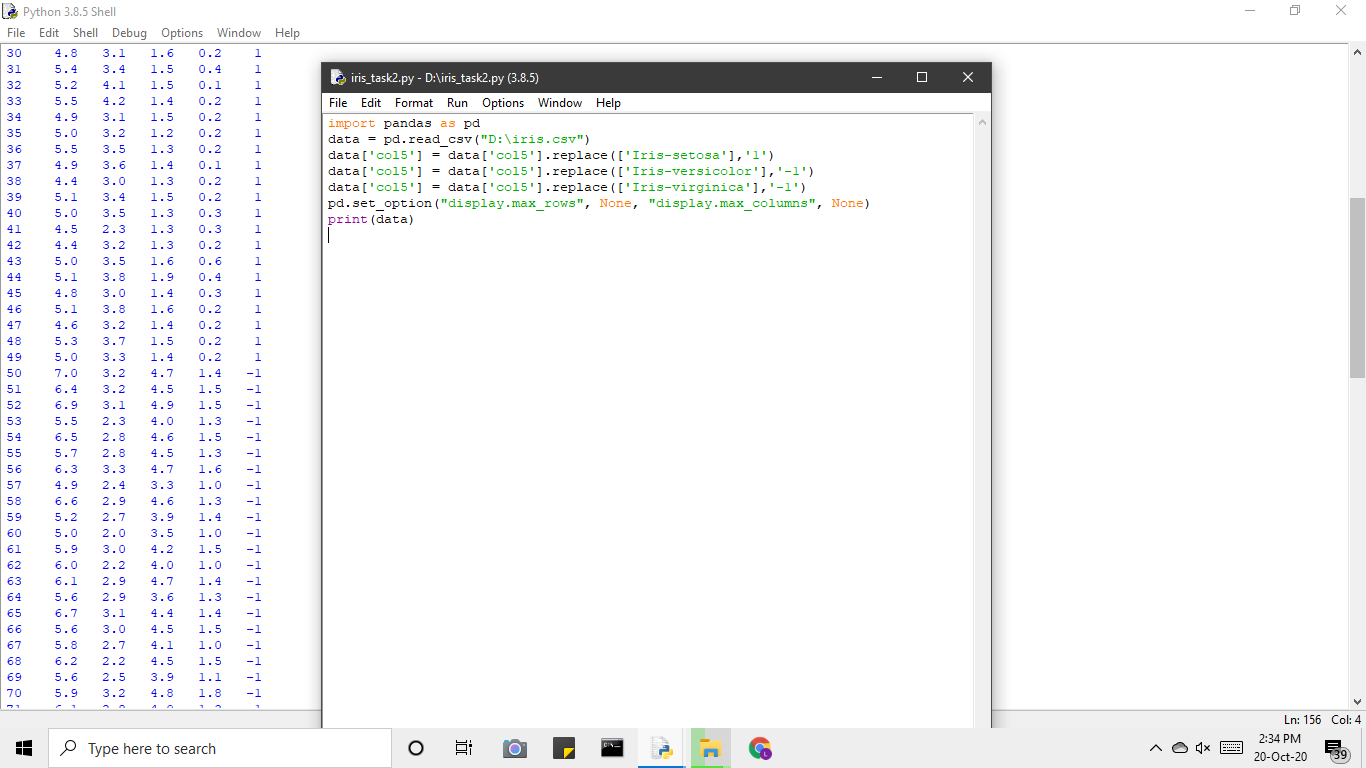 Python 3.8.5 Shell
File Edit Shell Debug Options Window Help
30 4.8 3.1 1.6 0.2 1
31 5.4 3.4 1.5 0.4 1
32 5.2 4.1 1.5 0.1 1
33 5.5 4.2 1.4 0.2 1
34 4.9 3.1 1.5 0.2 1
35 5.0 3.2 1.2 0.2 1
36 5.5 3.5 1.3 0.2 1
37 4.9 3.6 1.4 0.1 1
38 4.4 3.0 1.3 0.2 1
39 5.1 3.4 1.5 0.2 1
40 5.0 3.5 1.3 0.3 1
41 4.5 2.3 1.3 0.3 1
42 4.4 3.2 1.3 0.2 1
43 5.0 3.5 1.6 0.6 1
44 5.1 3.8 1.9 0.4 1
45 4.8 3.0 1.4 0.3 1
46 5.1 3.8 1.6 0.2 1
47 4.6 3.2 1.4 0.2 1
48 5.3 3.7 1.5 0.2 1
49 5.0 3.3 1.4 0.2 1
50 7.0 3.2 4.7 1.4 -1
51 6.4 3.2 4.5 1.5 -1
52 6.9 3.1 4.9 1.5 -1
53 5.5 2.3 4.0 1.3 -1
54 6.5 2.8 4.6 1.5 -1
55 5.7 2.8 4.5 1.3 -1
56 6.3 3.3 4.7 1.6 -1
57 4.9 2.4 3.3 1.0 -1
58 6.6 2.9 4.6 1.3 -1
59 5.2 2.7 3.9 1.4 -1
60 5.0 2.0 3.5 1.0 -1
61 5.9 3.0 4.2 1.5 -1
62 6.0 2.2 4.0 1.0 -1
63 6.1 2.9 4.7 1.4 -1
64 5.6 2.9 3.6 1.3 -1
65 6.7 3.1 4.4 1.4 -1
66 5.6 3.0 4.5 1.5 -1
67 5.8 2.7 4.1 1.0 -1
68 6.2 2.2 4.5 1.5 -1
69 5.6 2.5 3.9 1.1 -1
70 5.9 3.2 4.8 1.8 -1
iris_task2.py - D:\iris_task2.py (3.8.5)
File Edit Format Run Options Window Help
import pandas as pd
data = pd.read_csv("D:\iris.csv")
data['col5'] = data['col5'].replace(['Iris-setosa'],'1')
data['col5'] = data['col5'].replace(['Iris-versicolor'],'-1')
data['col5'] = data['col5'].replace(['Iris-virginica'],'-1')
pd.set_option("display.max_rows", None, "display.max_columns", None)
print(data)
Ln: 156 Col: 4
Type here to search
2:34 PM
20-Oct-20
39